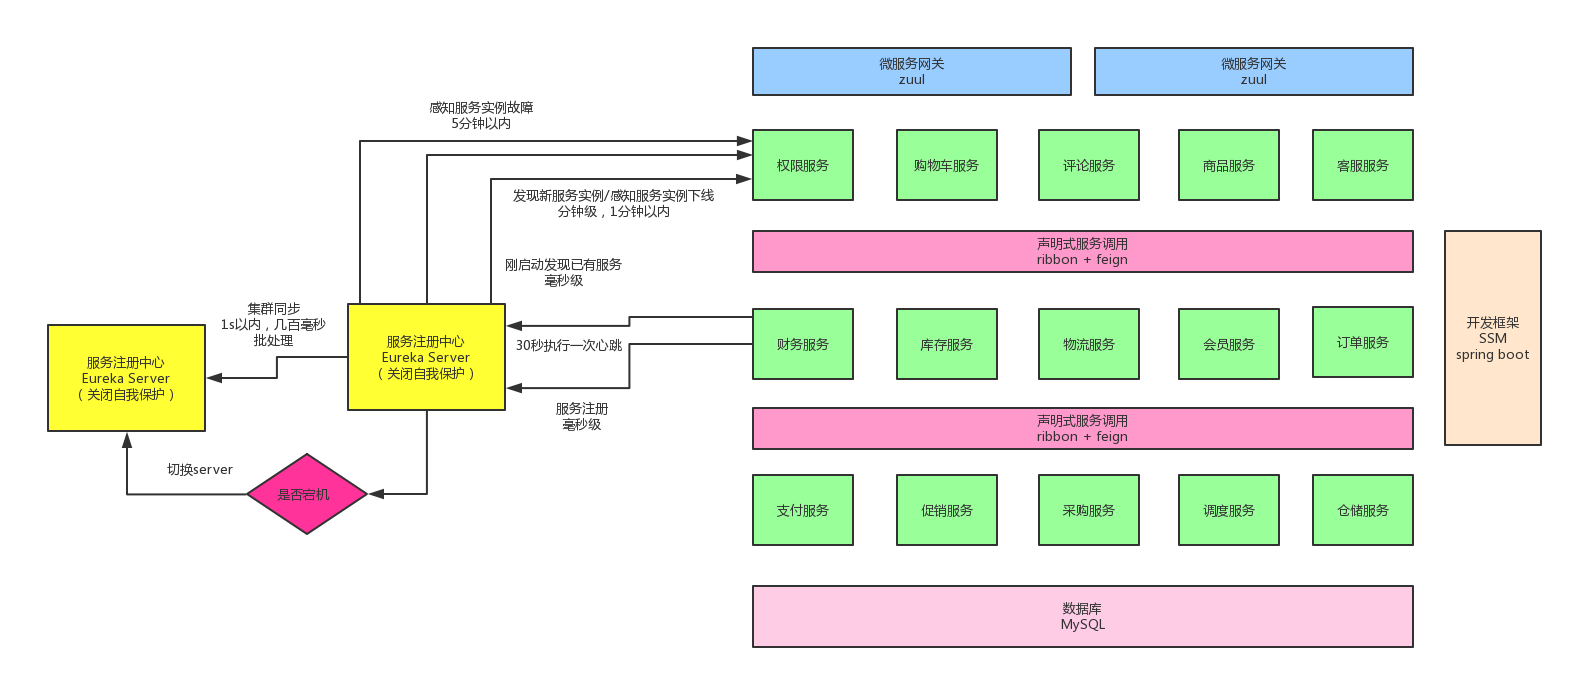 微服务网关
zuul
微服务网关
zuul
感知服务实例故障
5分钟以内
权限服务
购物车服务
评论服务
商品服务
客服服务
发现新服务实例/感知服务实例下线
分钟级，1分钟以内
声明式服务调用
ribbon + feign
刚启动发现已有服务
毫秒级
集群同步
1s以内，几百毫秒
批处理
服务注册中心
Eureka Server
（关闭自我保护）
服务注册中心
Eureka Server
（关闭自我保护）
30秒执行一次心跳
财务服务
库存服务
物流服务
会员服务
订单服务
开发框架
SSM
spring boot
服务注册
毫秒级
声明式服务调用
ribbon + feign
切换server
是否宕机
支付服务
促销服务
采购服务
调度服务
仓储服务
数据库
MySQL